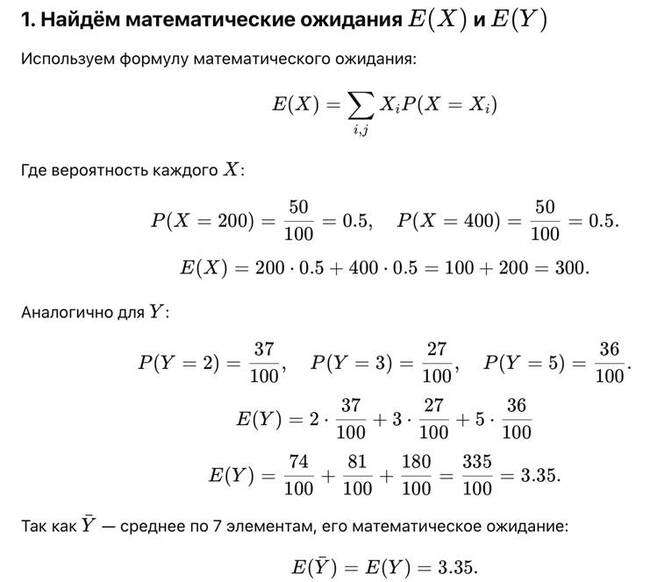 1. Найдём математические ожидания E(X) и E(Y)
Используем формулу математического ожидания:
E(X) = ∑_{i,j} X_i P(X = X_i)
Где вероятность каждого X:
P(X = 200) = 50/100 = 0.5, P(X = 400) = 50/100 = 0.5.
E(X) = 200 · 0.5 + 400 · 0.5 = 100 + 200 = 300.
Аналогично для Y:
P(Y = 2) = 37/100, P(Y = 3) = 27/100, P(Y = 5) = 36/100.
E(Y) = 2 · 37/100 + 3 · 27/100 + 5 · 36/100
E(Y) = 74/100 + 81/100 + 180/100 = 335/100 = 3.35.
Так как Ȳ — среднее по 7 элементам, его математическое ожидание:
E(Ȳ) = E(Y) = 3.35.